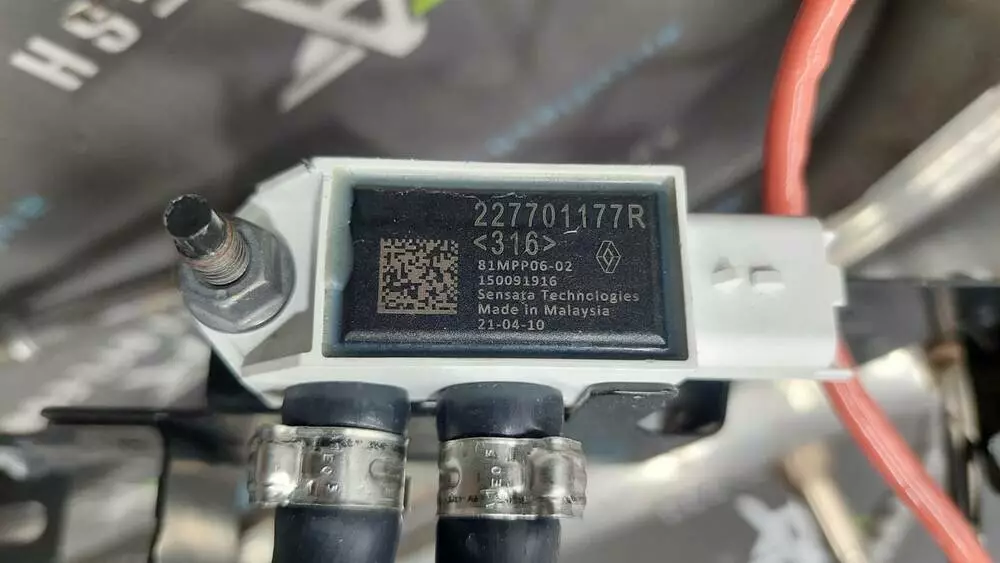 227701177R
<316>
81MPP06-02
150091916
Sensata Technologies
Made in Malaysia
21-04-10